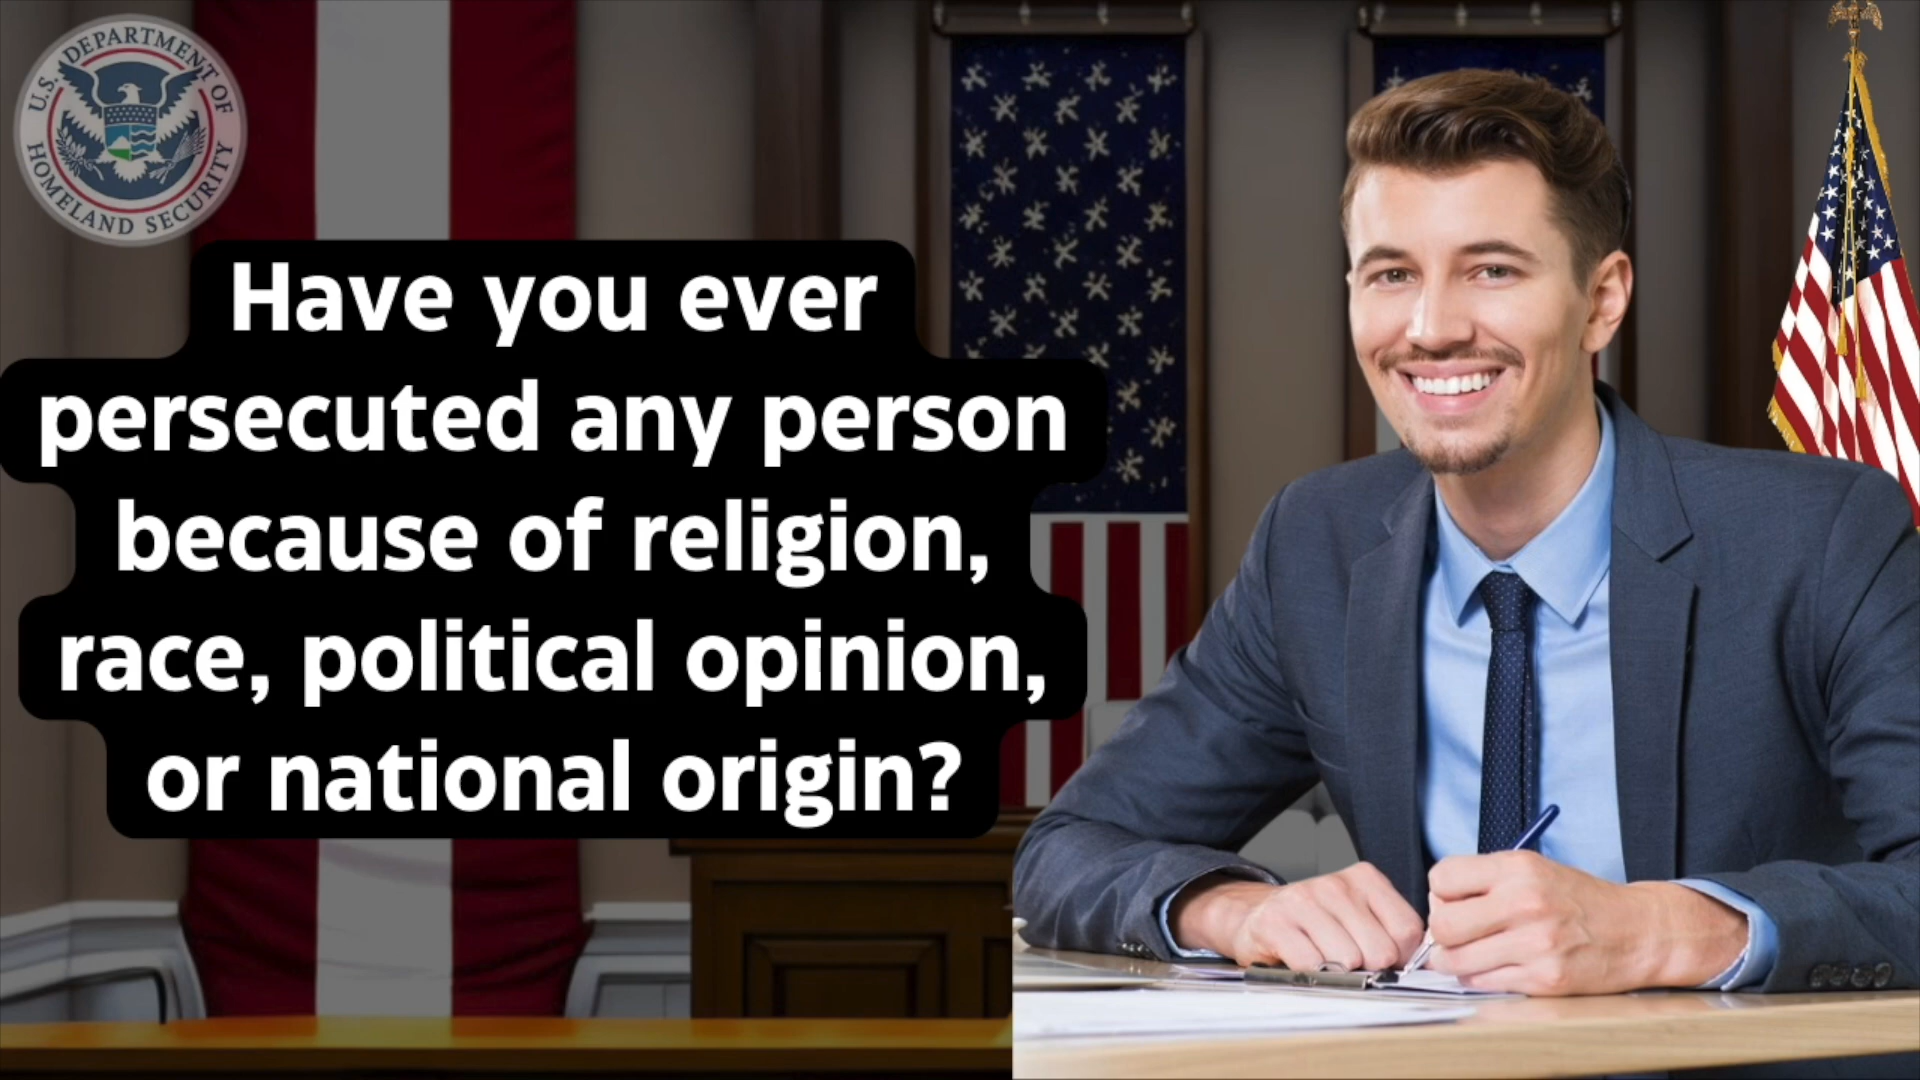 U.S. DEPARTMENT OF
HOMELAND SECURITY
Have you ever
persecuted any person
because of religion,
race, political opinion,
or national origin?